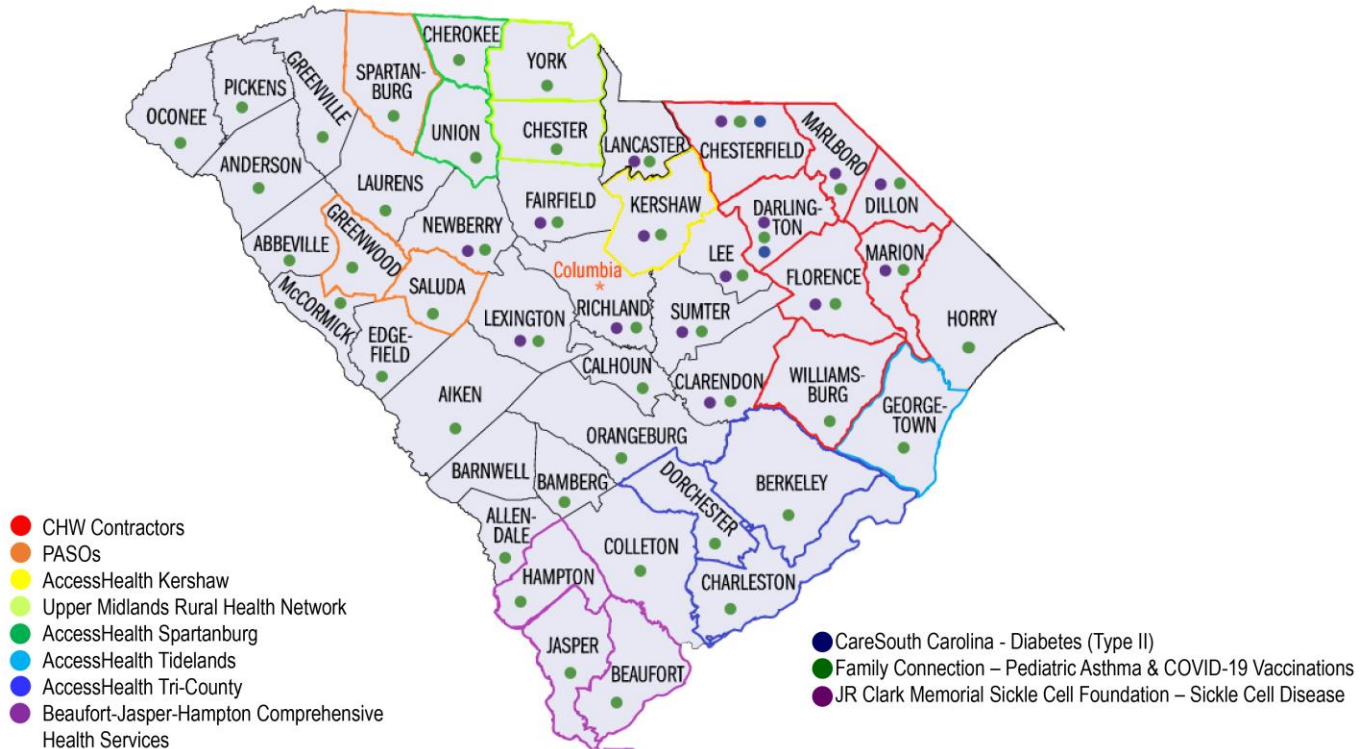 CHEROKEE
YORK
SPARTAN-
BURG
GREENVILLE
PICKENS
OCONEE
UNION
CHESTER
LANCASTER
CHESTERFIELD
MARLBORO
ANDERSON
LAURENS
DILLON
FAIRFIELD
KERSHAW
DARLING-
TON
NEWBERRY
GREENWOOD
ABBEVILLE
LEE
MARION
Columbia
FLORENCE
SALUDA
McCORMICK
RICHLAND
SUMTER
LEXINGTON
HORRY
EDGE-
FIELD
CALHOUN
CLARENDON
WILLIAMS-
BURG
AIKEN
GEORGE-
TOWN
ORANGEBURG
BARNWELL
BAMBERG
DORCHESTER
BERKELEY
ALLEN-
DALE
COLLETON
HAMPTON
CHARLESTON
JASPER
BEAUFORT
CHW Contractors
PASOs
AccessHealth Kershaw
Upper Midlands Rural Health Network
AccessHealth Spartanburg
AccessHealth Tidelands
AccessHealth Tri-County
Beaufort-Jasper-Hampton Comprehensive
Health Services
CareSouth Carolina - Diabetes (Type II)
Family Connection – Pediatric Asthma & COVID-19 Vaccinations
JR Clark Memorial Sickle Cell Foundation – Sickle Cell Disease